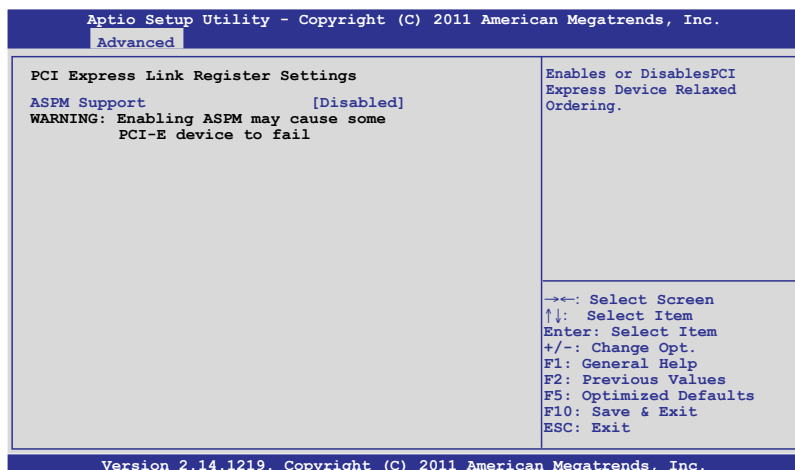 Aptio Setup Utility - Copyright (C) 2011 American Megatrends, Inc.
Advanced
PCI Express Link Register Settings
ASPM Support [Disabled]
WARNING: Enabling ASPM may cause some
PCI-E device to fail
Enables or DisablesPCI
Express Device Relaxed
Ordering.
→←: Select Screen
↑↓: Select Item
Enter: Select Item
+/-: Change Opt.
F1: General Help
F2: Previous Values
F5: Optimized Defaults
F10: Save & Exit
ESC: Exit
Version 2.14.1219. Copyright (C) 2011 American Megatrends, Inc.